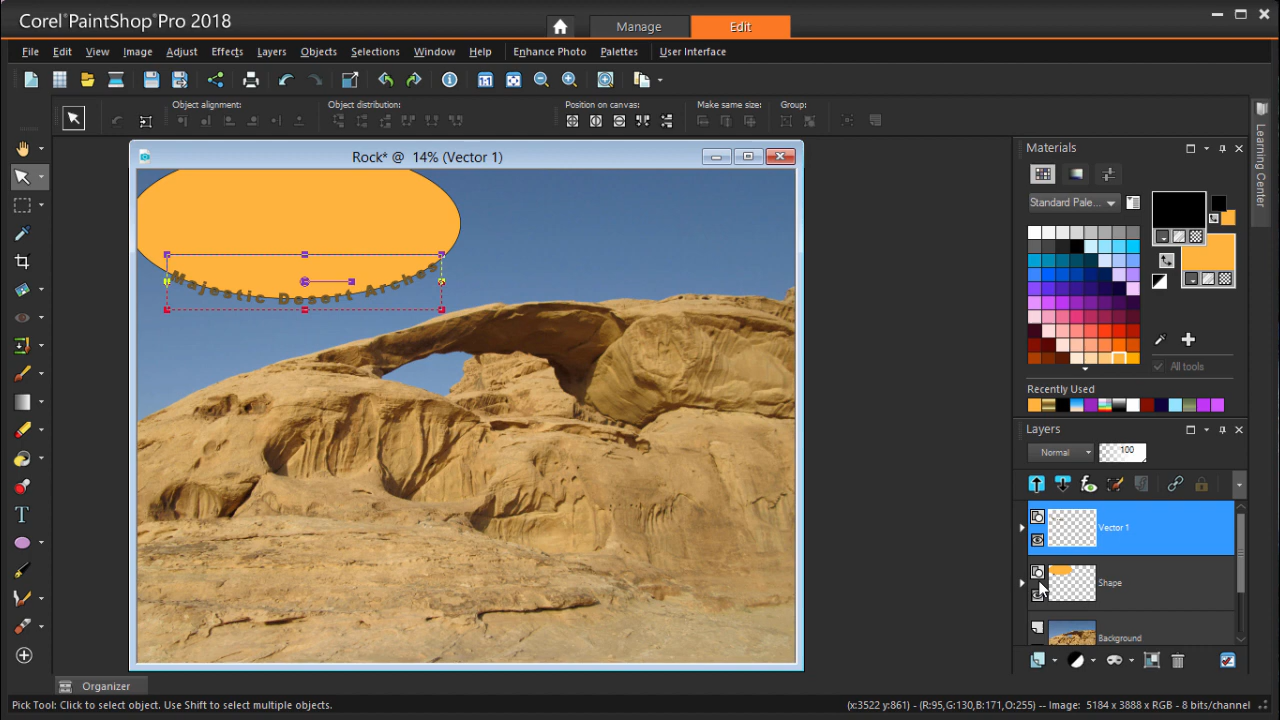 Corel®PaintShop®Pro 2018
Manage
Edit
File Edit View Image Adjust Effects Layers Objects Selections Window Help Enhance Photo Palettes User Interface
Object alignment: Object distribution: Position on canvas: Make same size: Group:
Rock* @ 14% (Vector 1)
Majestic Desert Arches
Materials
Standard Pale...
All tools
Recently Used
Layers
Normal 100
Vector 1
Shape
Background
Learning Center
Organizer
Pick Tool: Click to select object. Use Shift to select multiple objects.
(x:3522 y:861) -- (R:95,G:130,B:171,O:255) -- Image: 5184 x 3888 x RGB - 8 bits/channel